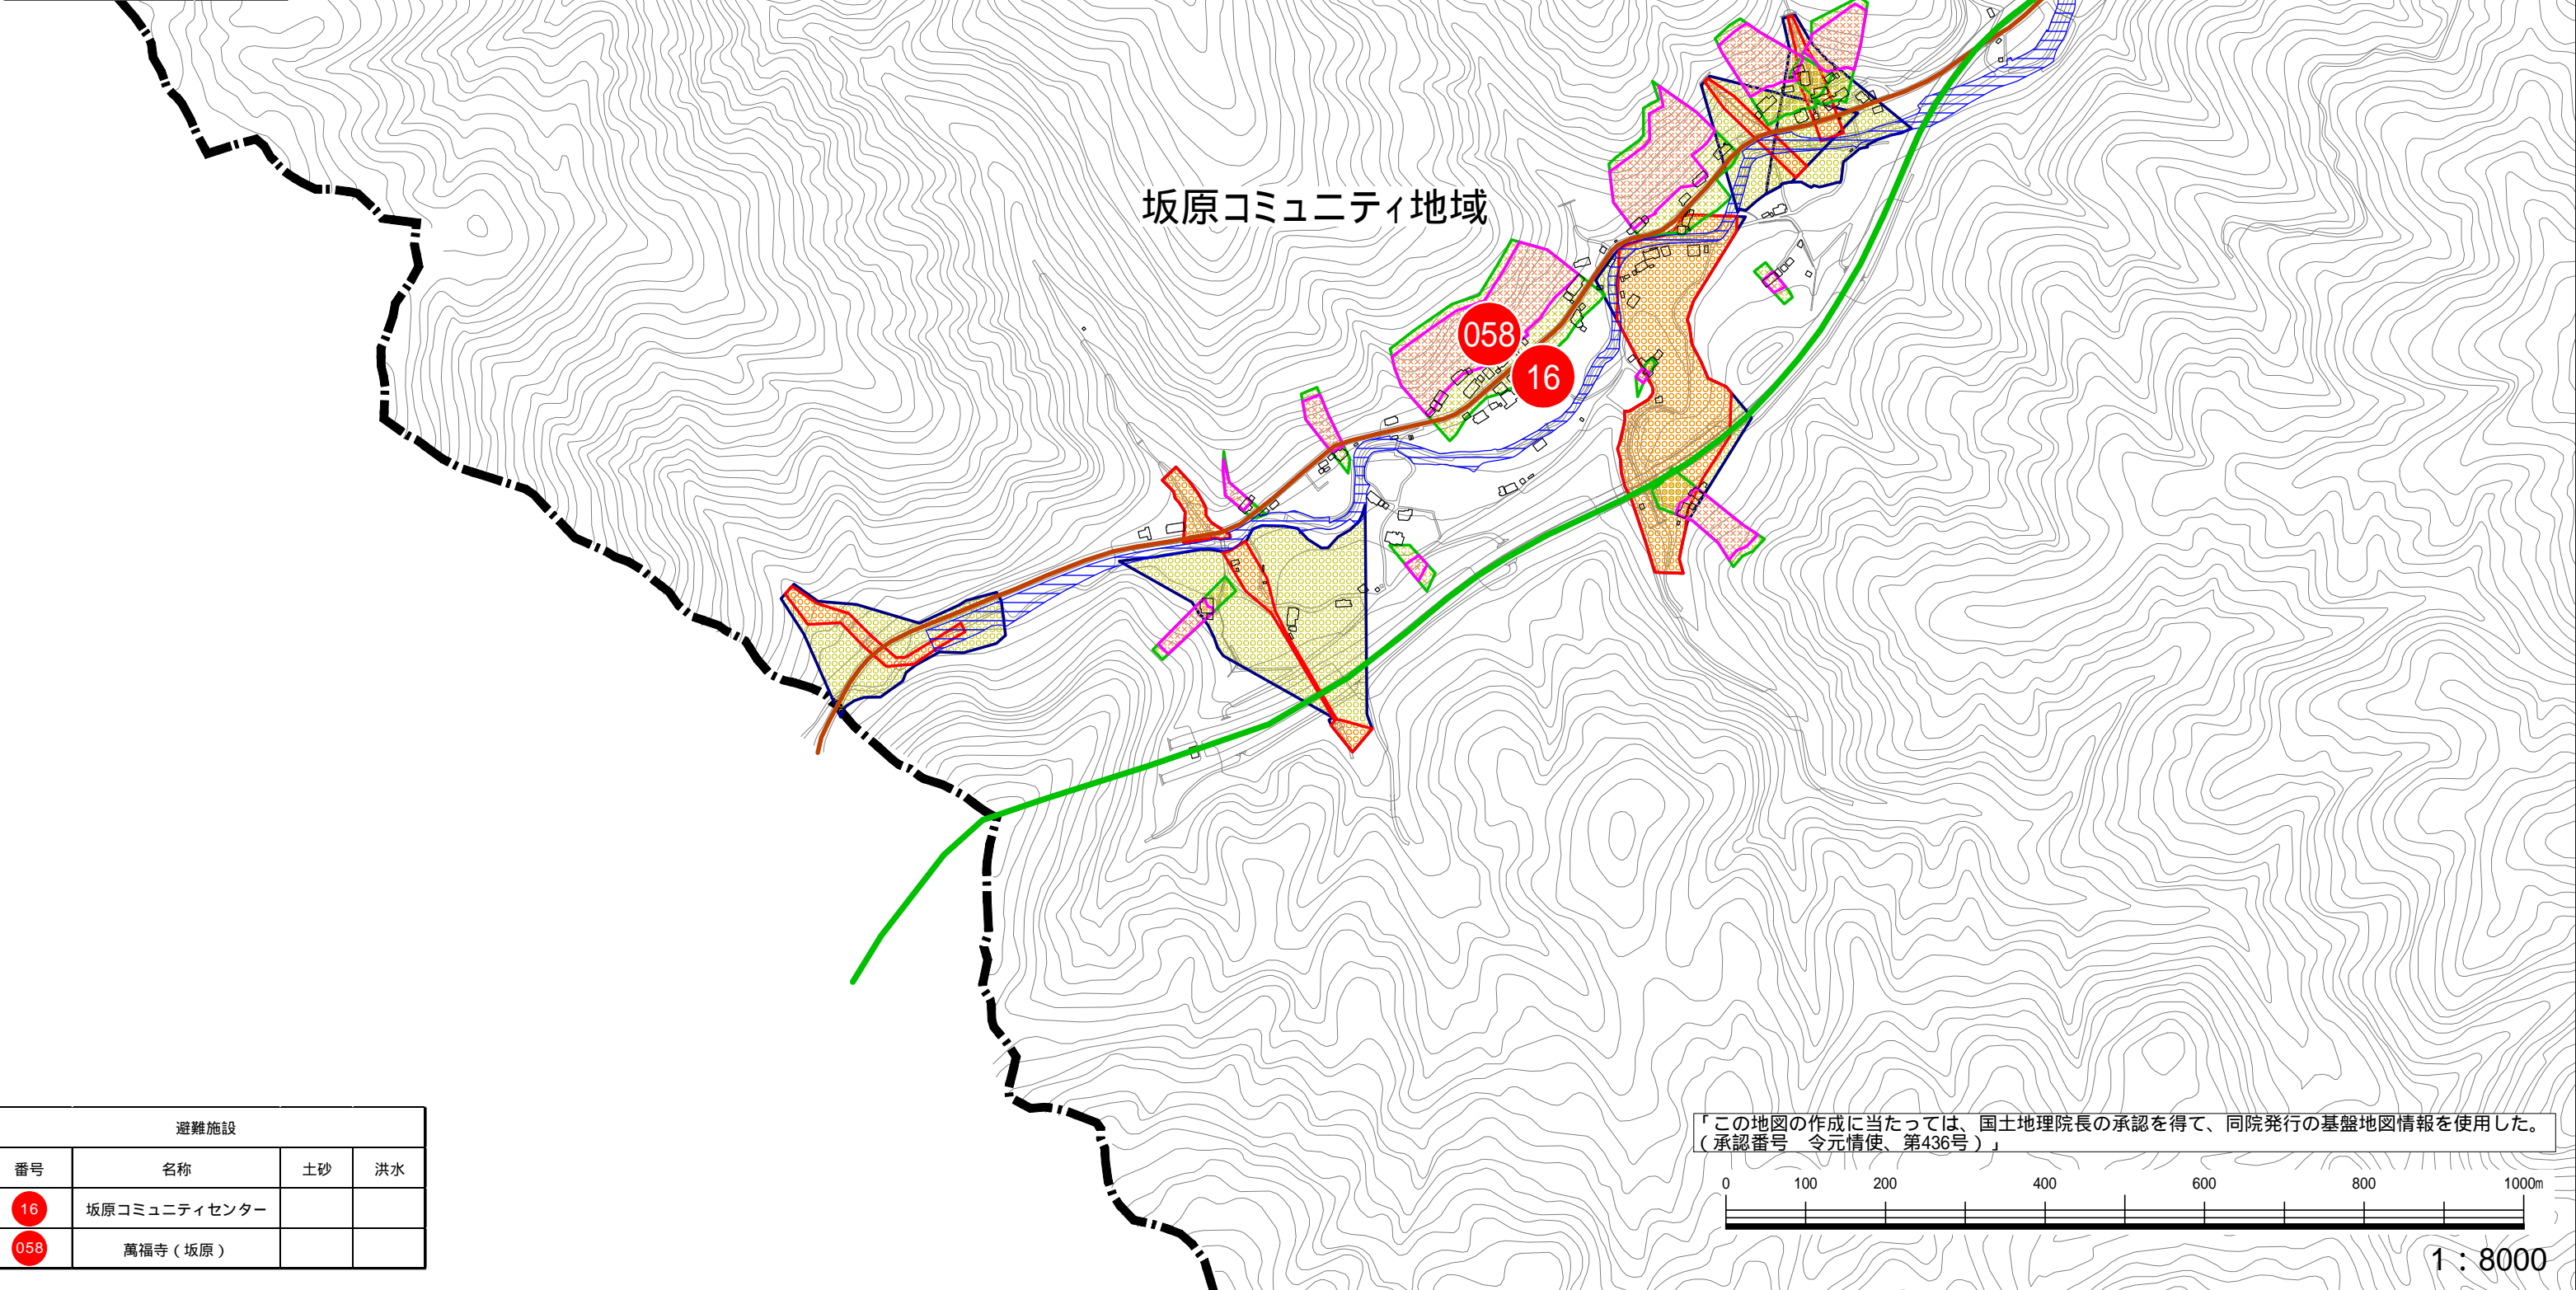 坂原コミュニティ地域
058
16
避難施設
番号 名称 土砂 洪水
16 坂原コミュニティセンター
058 萬福寺（坂原）
「この地図の作成に当たっては、国土地理院長の承認を得て、同院発行の基盤地図情報を使用した。
（承認番号　令元情使、第436号）」
0 100 200 400 600 800 1000m
1：8000